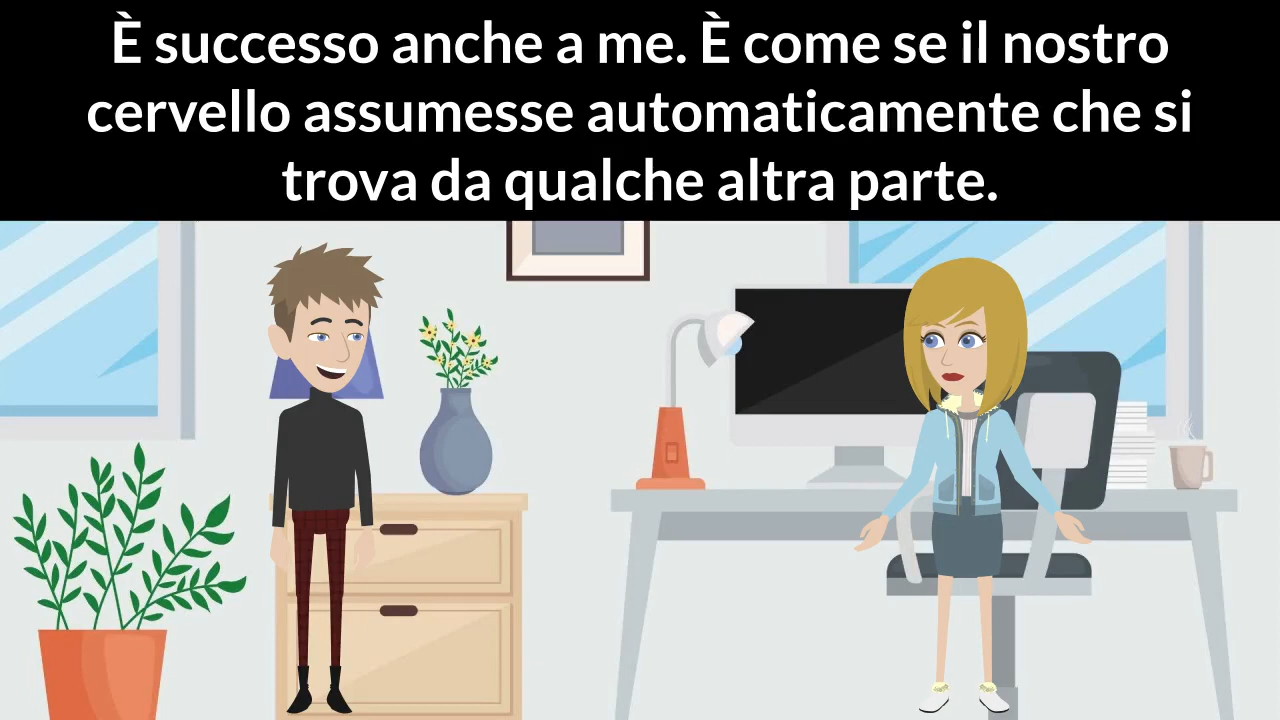 È successo anche a me. È come se il nostro
cervello assumesse automaticamente che si
trova da qualche altra parte.